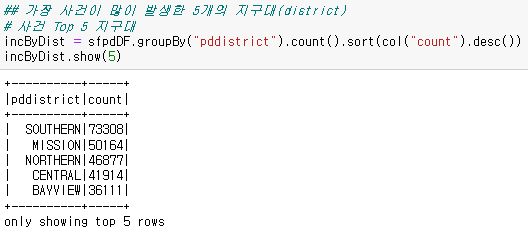 ## 가장 사건이 많이 발생한 5개의 지구대(district)
# 사건 Top 5 지구대
incByDist = sfpdDF.groupBy("pddistrict").count().sort(col("count").desc())
incByDist.show(5)
+----------+-----+
|pddistrict|count|
+----------+-----+
|  SOUTHERN|73308|
|   MISSION|50164|
|  NORTHERN|46877|
|   CENTRAL|41914|
|   BAYVIEW|36111|
+----------+-----+
only showing top 5 rows